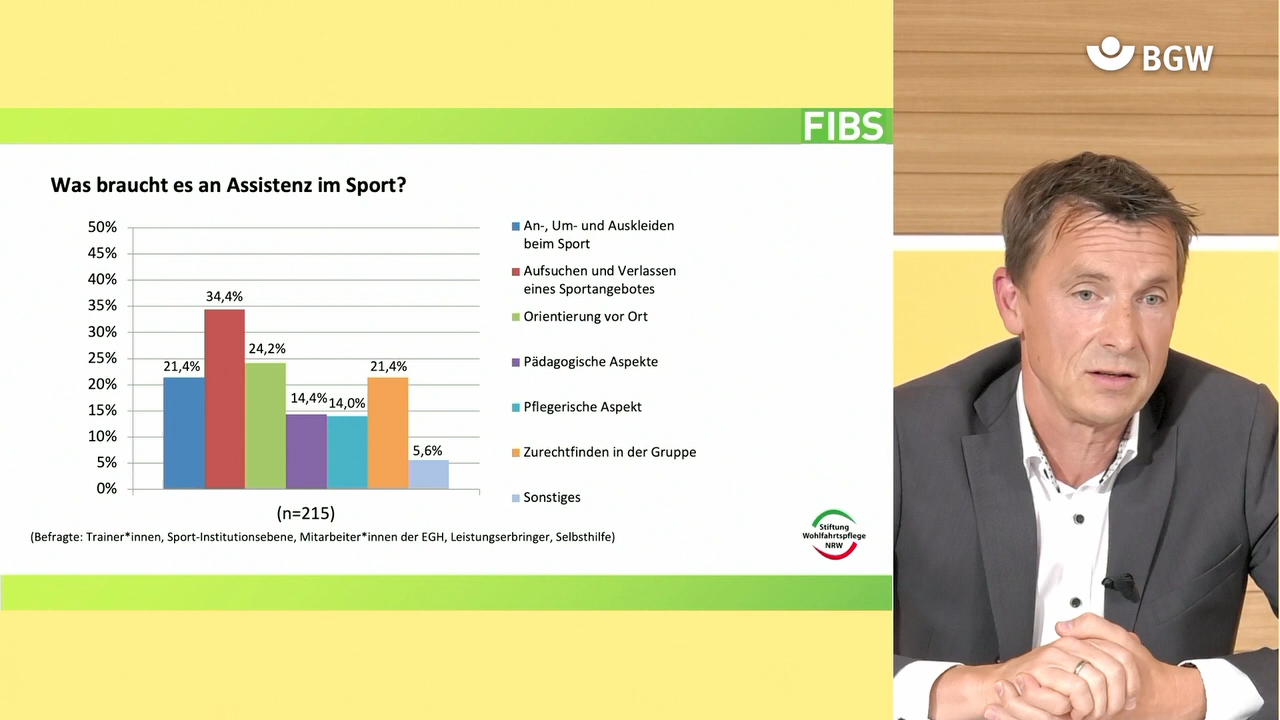 BGW
FIBS
Was braucht es an Assistenz im Sport?
50%
45%
40%
35%
30%
25%
20%
15%
10%
5%
0%
21,4%
34,4%
24,2%
14,4%
14,0%
21,4%
5,6%
(n=215)
An-, Um- und Auskleiden
beim Sport
Aufsuchen und Verlassen
eines Sportangebotes
Orientierung vor Ort
Pädagogische Aspekte
Pflegerische Aspekt
Zurechtfinden in der Gruppe
Sonstiges
(Befragte: Trainer*innen, Sport-Institutionsebene, Mitarbeiter*innen der EGH, Leistungserbringer, Selbsthilfe)
Stiftung
Wohlfahrtspflege
NRW